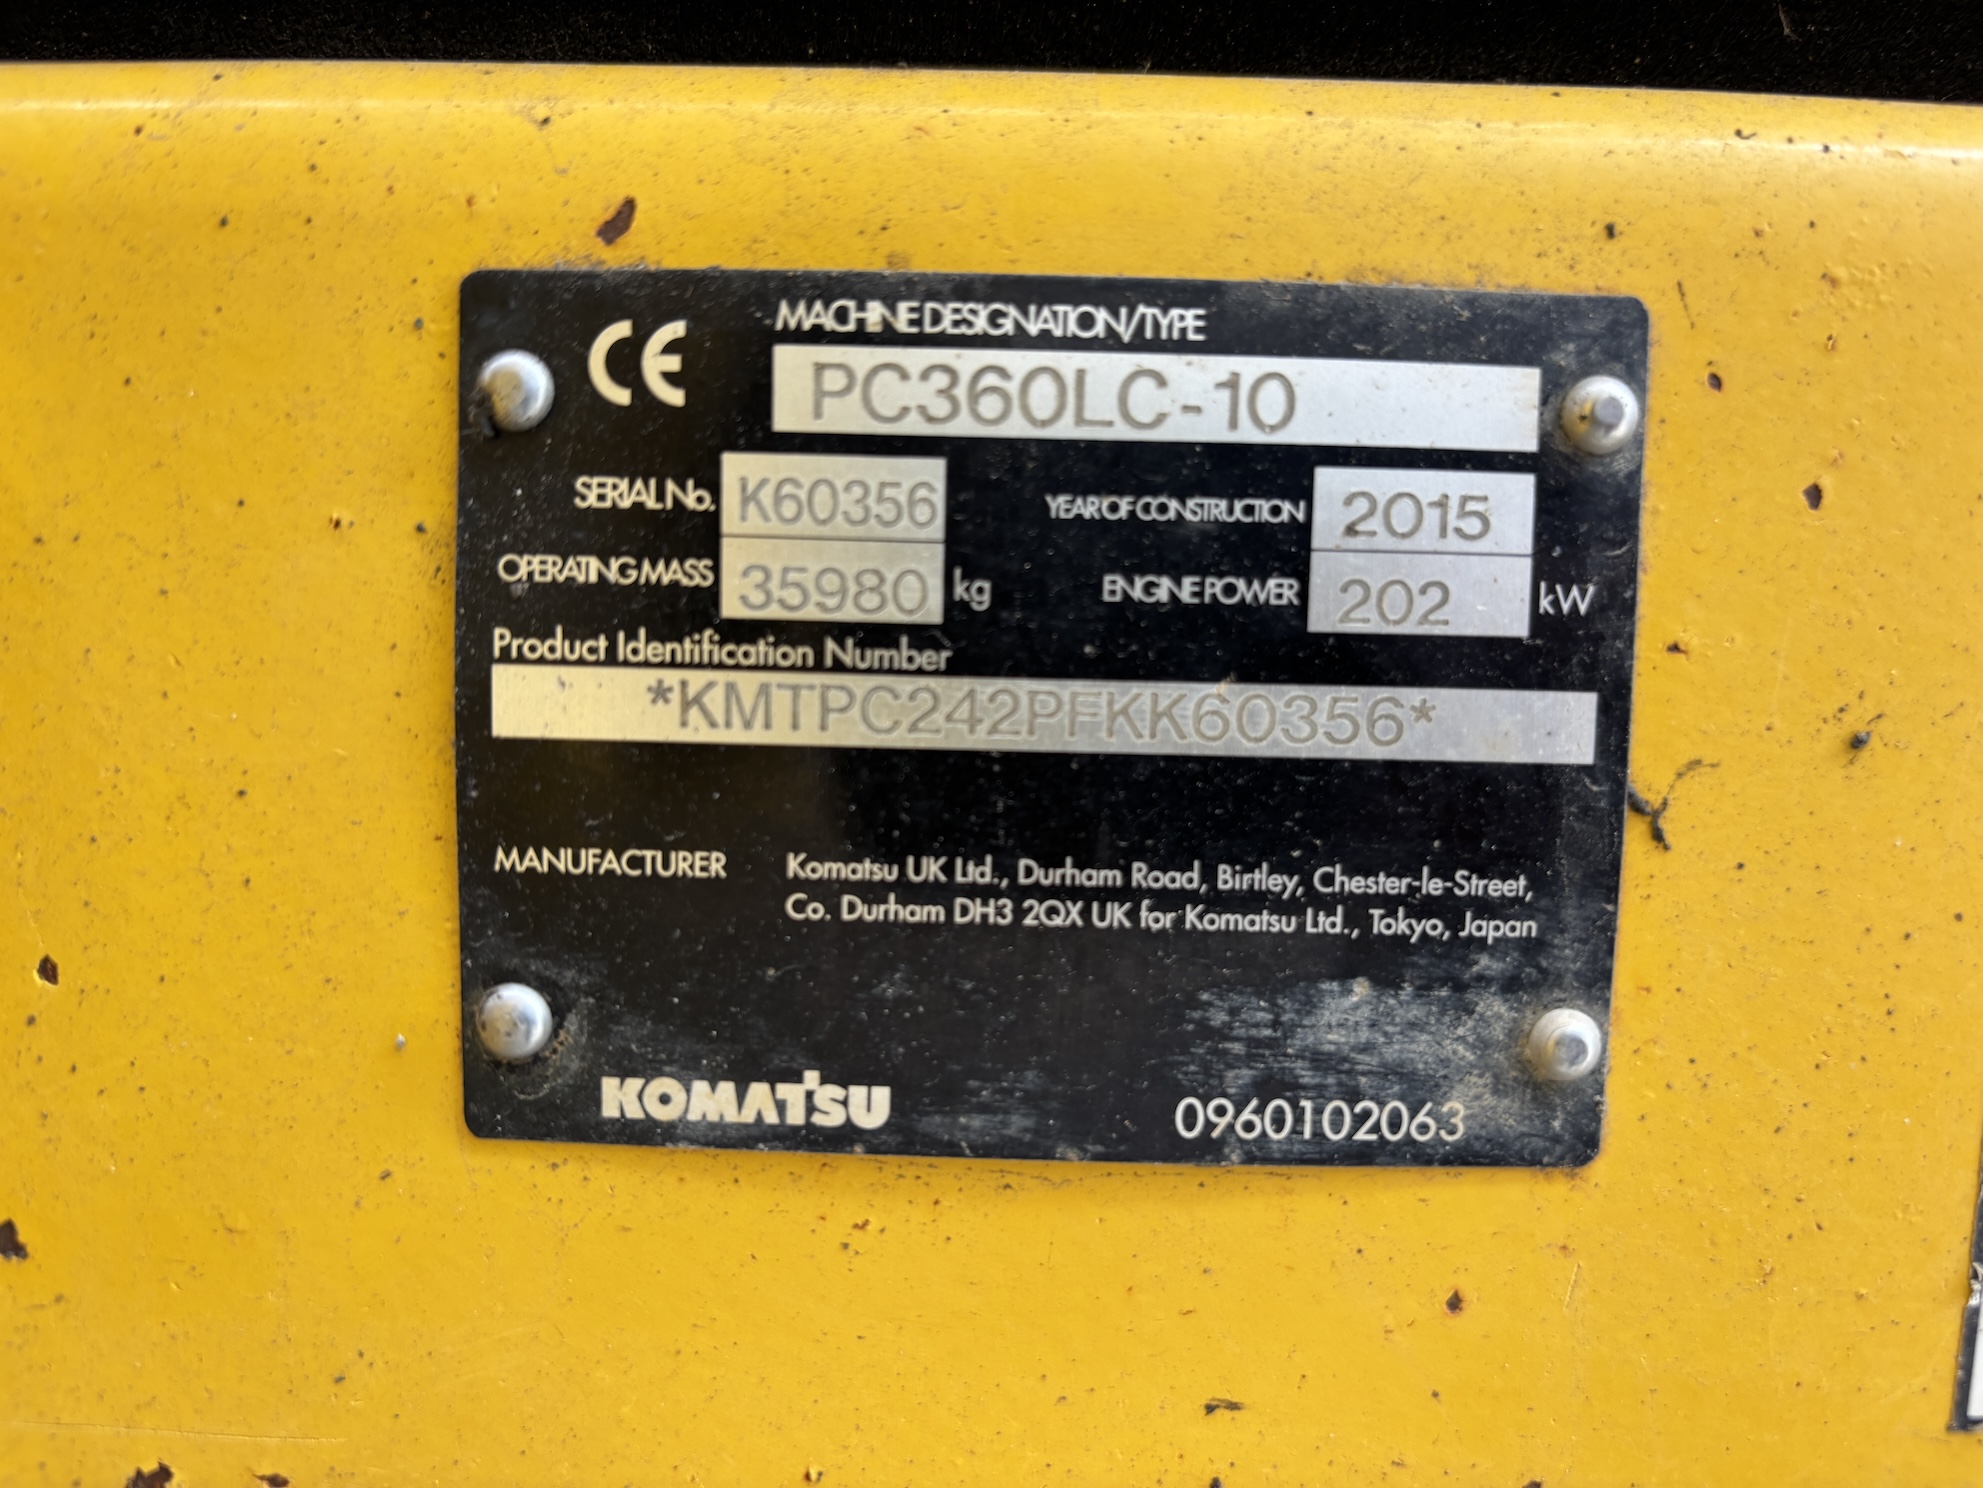 CE
MACHINE DESIGNATION/TYPE
PC360LC-10
SERIAL No. K60356 YEAR OF CONSTRUCTION 2015
OPERATING MASS 35980 kg ENGINE POWER 202 kW
Product Identification Number
*KMTPC242PFKK60356*
MANUFACTURER Komatsu UK Ltd., Durham Road, Birtley, Chester-le-Street,
Co. Durham DH3 2QX UK for Komatsu Ltd., Tokyo, Japan
KOMATSU 0960102063